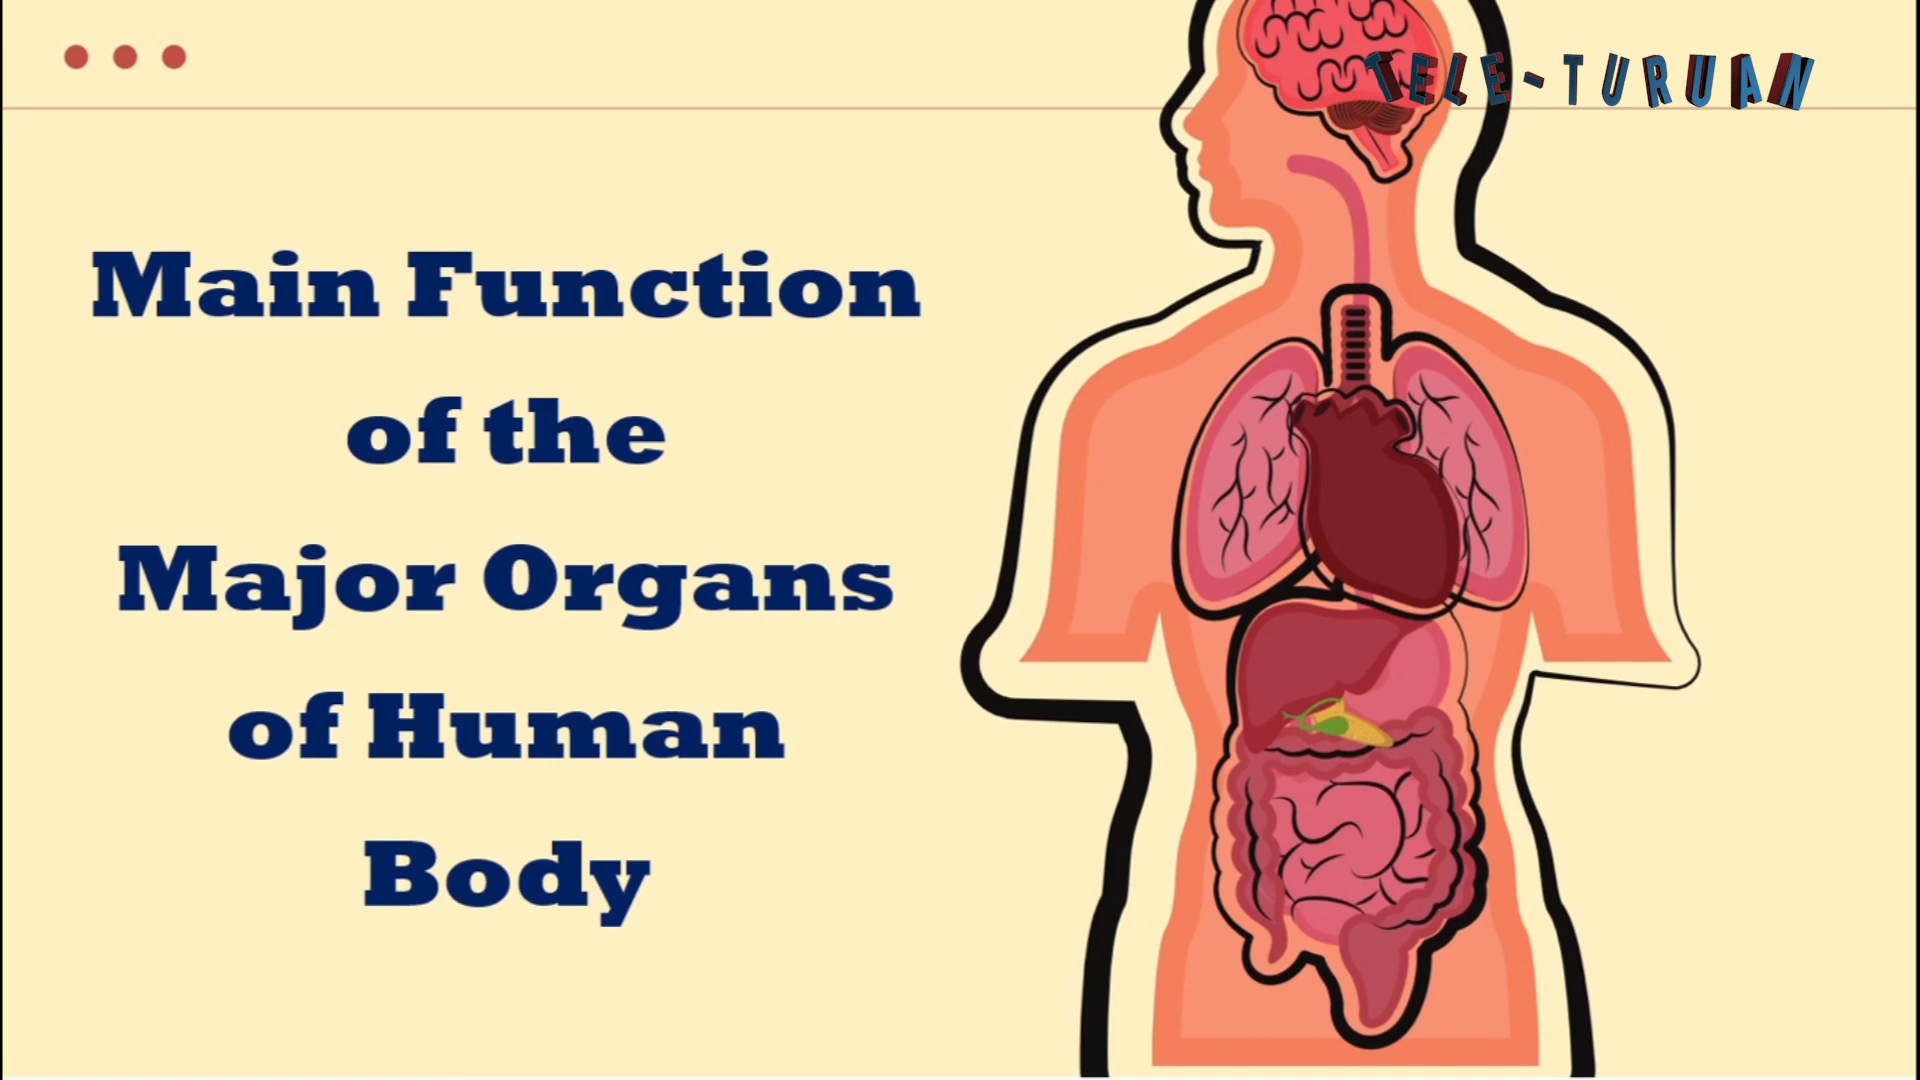 TELE-TURUAN
Main Function
of the
Major Organs
of Human
Body